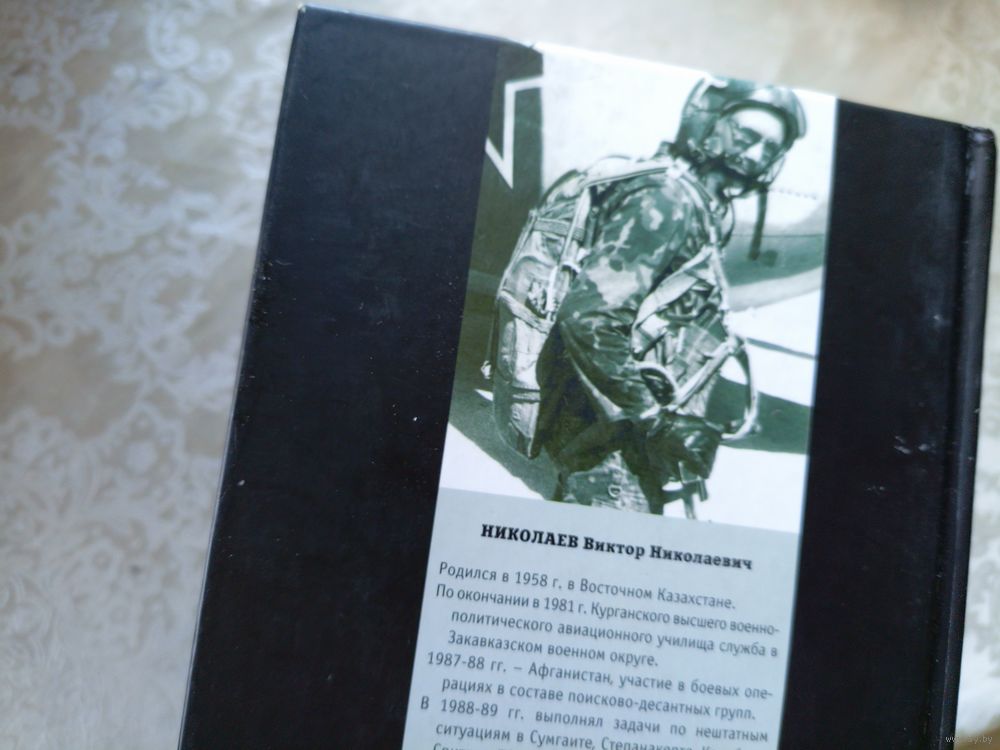 НИКОЛАЕВ Виктор Николаевич
Родился в 1958 г. в Восточном Казахстане.
По окончании в 1981 г. Курганского высшего военно-
политического авиационного училища служба в
Закавказском военном округе.
1987-88 гг. – Афганистан, участие в боевых опе-
рациях в составе поисково-десантных групп.
В 1988-89 гг. выполнял задачи по нештатным
ситуациям в Сумгаите, Степанакерте,